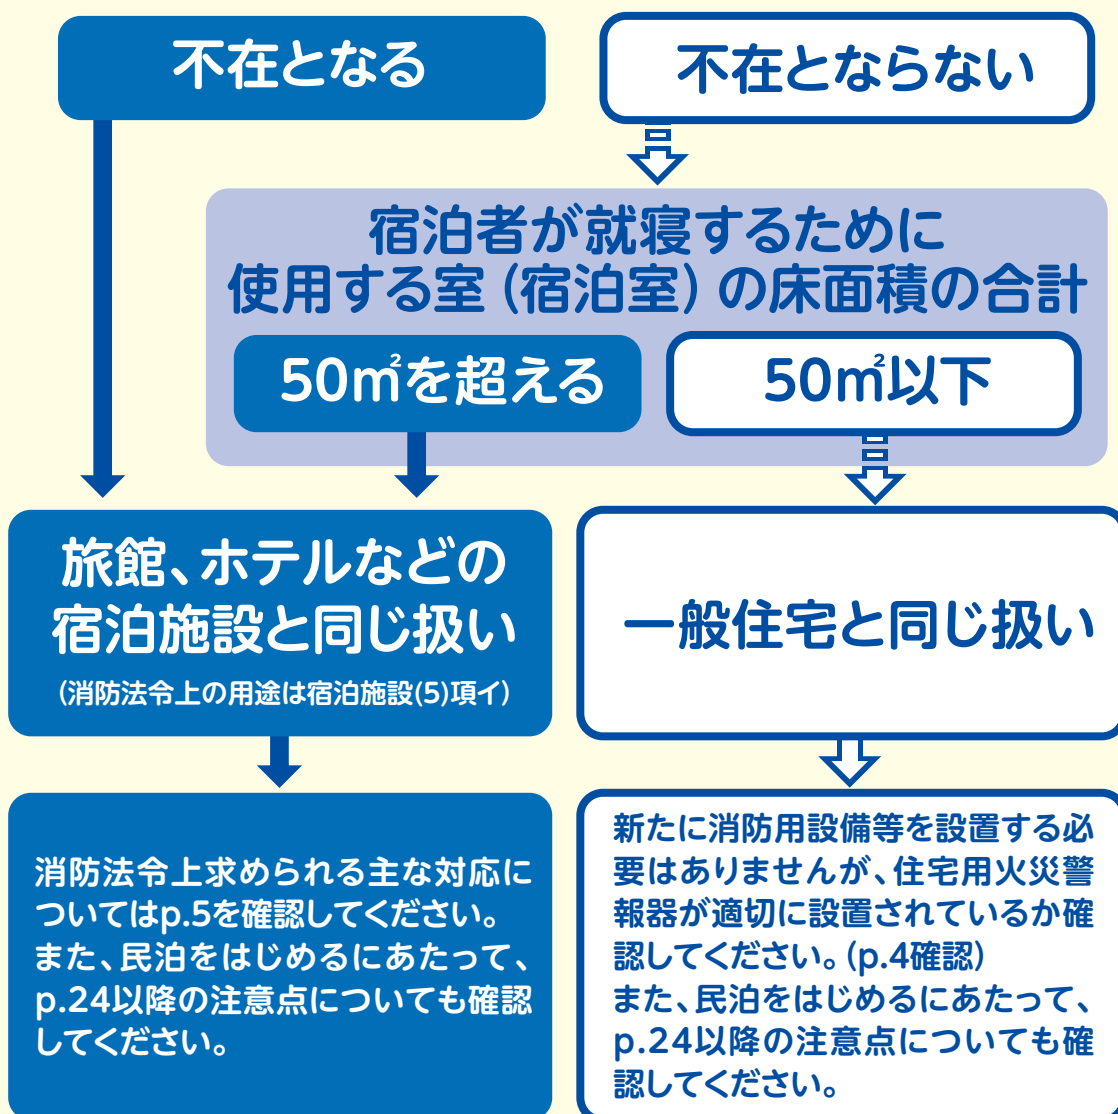 不在となる
不在とならない
宿泊者が就寝するために
使用する室(宿泊室)の床面積の合計
50㎡を超える
50㎡以下
旅館、ホテルなどの
宿泊施設と同じ扱い
(消防法令上の用途は宿泊施設(5)項イ)
一般住宅と同じ扱い
消防法令上求められる主な対応に
ついてはp.5を確認してください。
また、民泊をはじめるにあたって、
p.24以降の注意点についても確認
してください。
新たに消防用設備等を設置する必
要はありませんが、住宅用火災警
報器が適切に設置されているか確
認してください。(p.4確認)
また、民泊をはじめるにあたって、
p.24以降の注意点についても確
認してください。